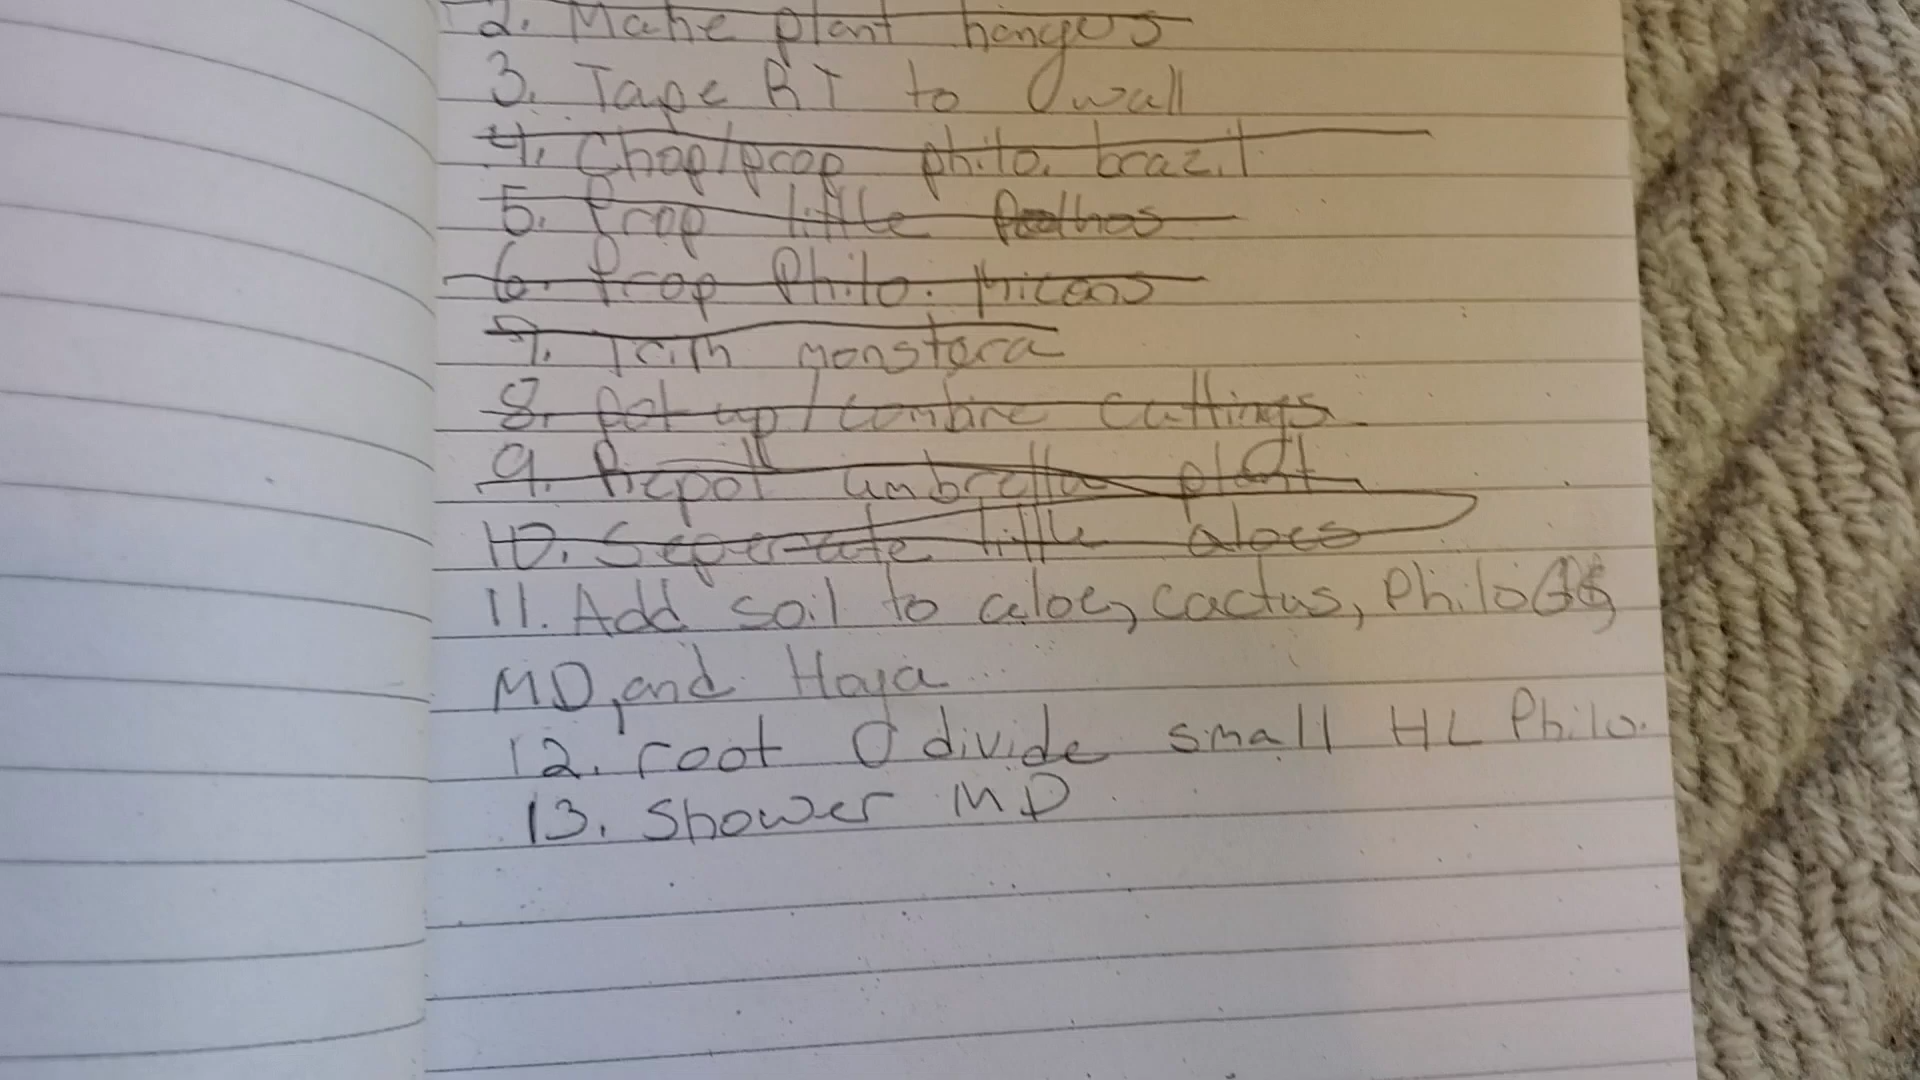 2. Make plant hangers
3. Tape RT to wall
4. Chop/prop philo. brazil
5. Prop little Pothos
6. Prop Philo. Micans
7. Trim monstera
8. Pot up / combine cuttings
9. Repot umbrella plant
10. Seperate little aloes
11. Add soil to aloe, cactus, Philo
MD, and Hoya
12. root divide small HL Philo.
13. Shower MD